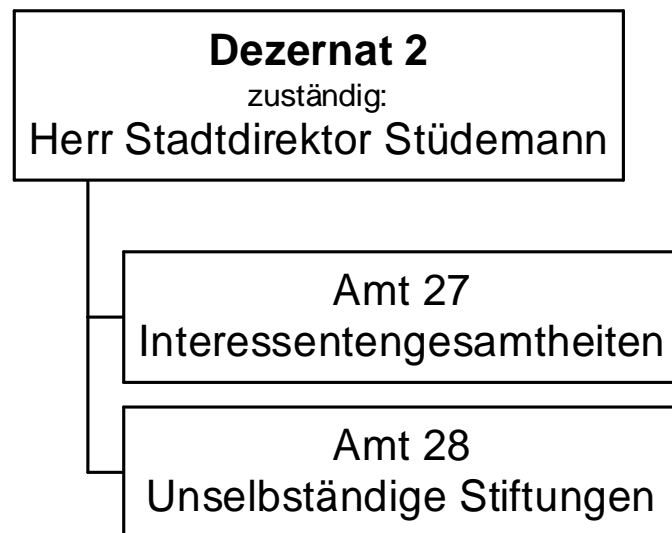 Dezernat 2
zuständig:
Herr Stadtdirektor Stüdemann
Amt 27
Interessentengesamtheiten
Amt 28
Unselbständige Stiftungen